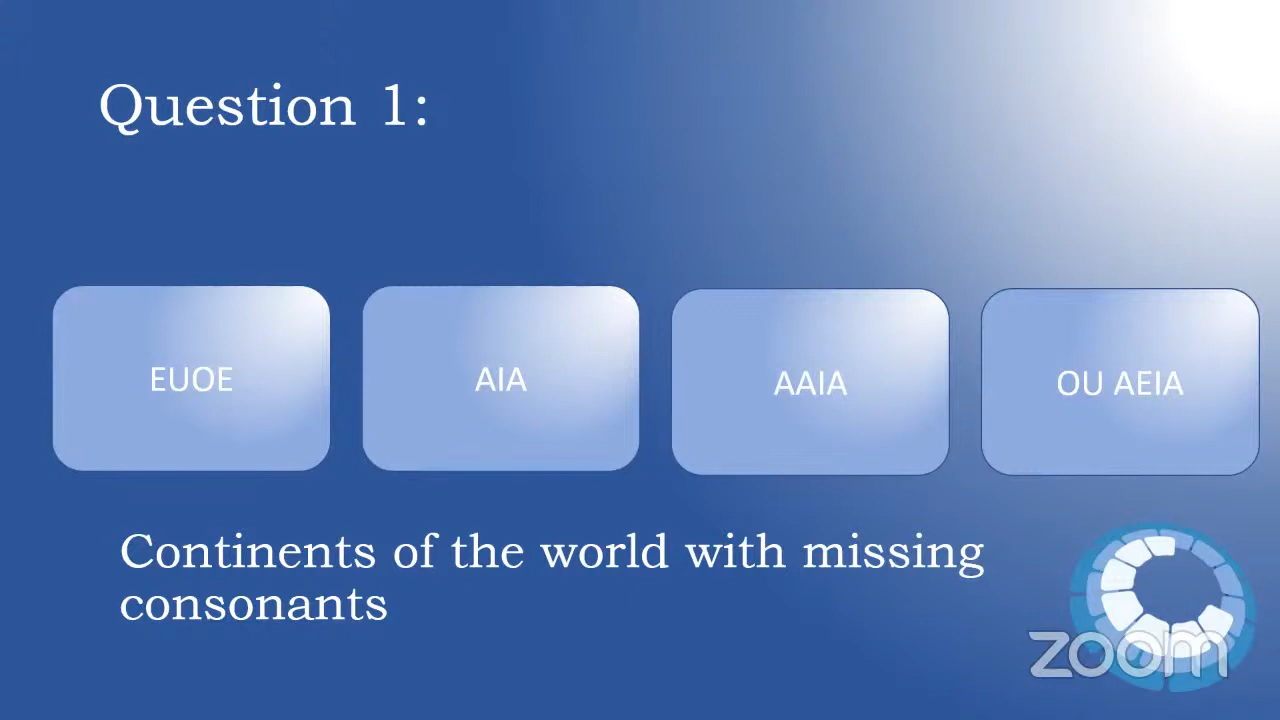 Question 1:
EUOE
AIA
AAIA
OU AEIA
Continents of the world with missing
consonants
zoom